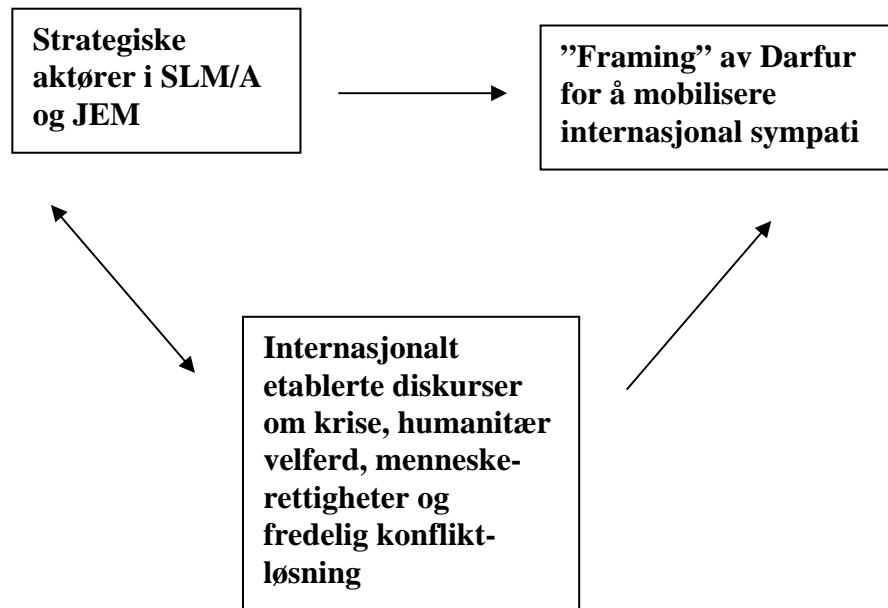 Strategiske
aktører i SLM/A
og JEM
”Framing” av Darfur
for å mobilisere
internasjonal sympati
Internasjonalt
etablerte diskurser
om krise, humanitær
velferd, menneske-
rettigheter og
fredelig konflikt-
løsning